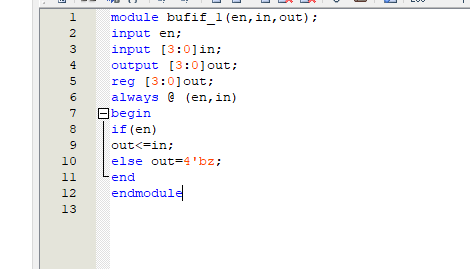 1 module bufif_1(en,in,out);
2 input en;
3 input [3:0]in;
4 output [3:0]out;
5 reg [3:0]out;
6 always @ (en,in)
7 begin
8 if(en)
9 out<=in;
10 else out=4'bz;
11 end
12 endmodule
13